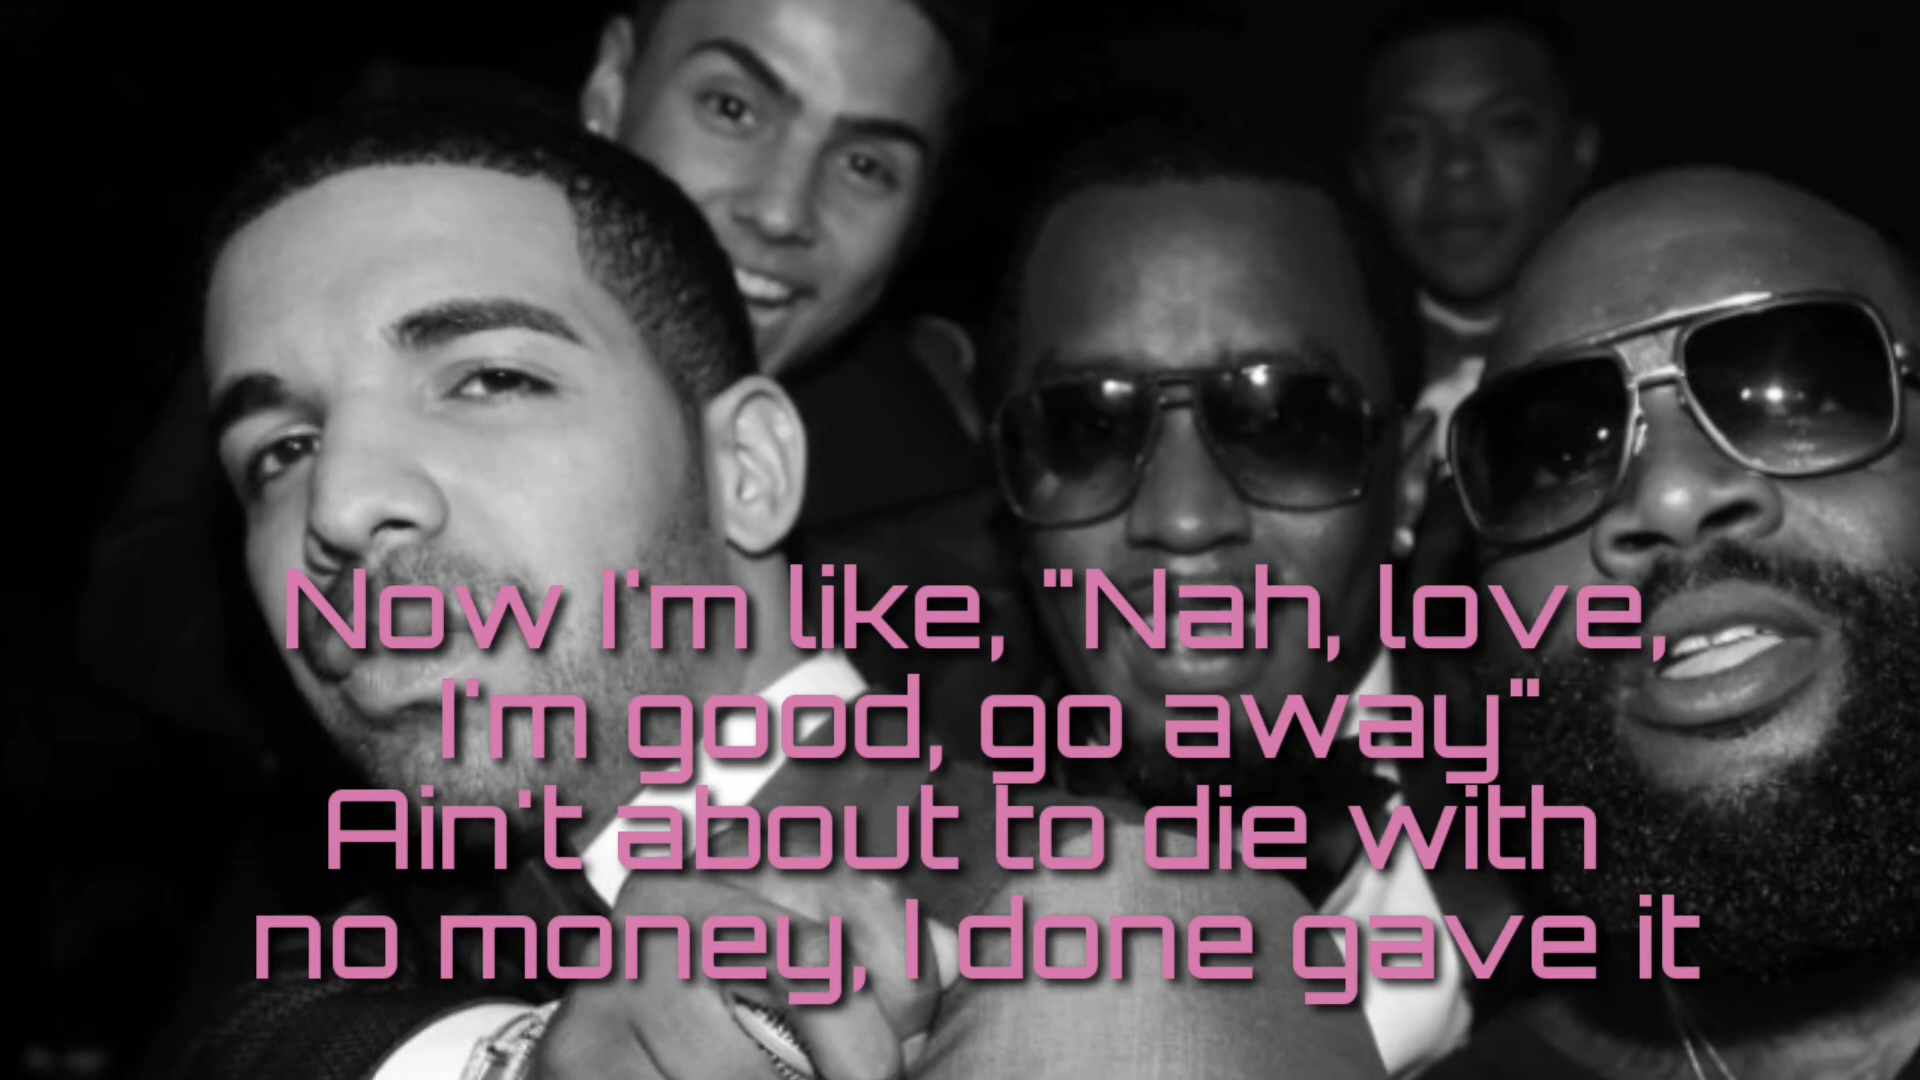 Now I'm like, "Nah, love,
I'm good, go away"
Ain't about to die with
no money, I done gave it